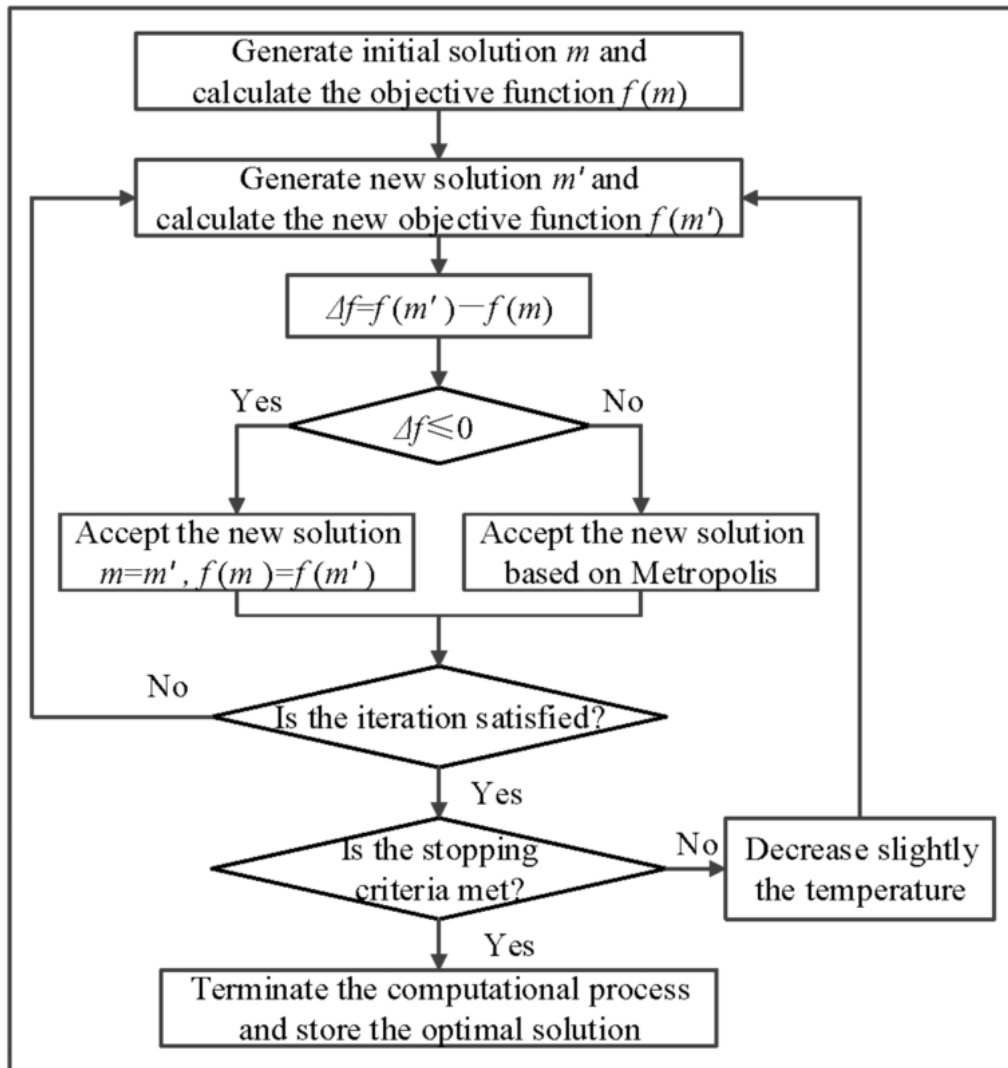 Generate initial solution m and
calculate the objective function f (m)
Generate new solution m' and
calculate the new objective function f (m')
Δf=f (m' )－f (m)
Yes
No
Δf≤0
Accept the new solution
m=m' , f (m )=f (m' )
Accept the new solution
based on Metropolis
No
Is the iteration satisfied?
Yes
Is the stopping
criteria met?
No
Decrease slightly
the temperature
Yes
Terminate the computational process
and store the optimal solution